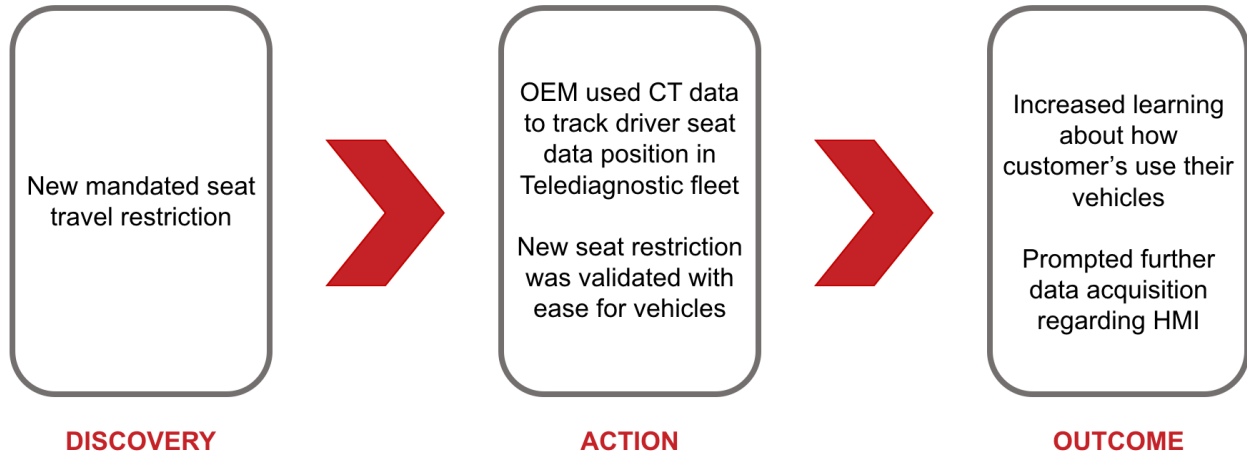 New mandated seat
travel restriction
OEM used CT data
to track driver seat
data position in
Telediagnostic fleet
New seat restriction
was validated with
ease for vehicles
Increased learning
about how
customer's use their
vehicles
Prompted further
data acquisition
regarding HMI
DISCOVERY
ACTION
OUTCOME